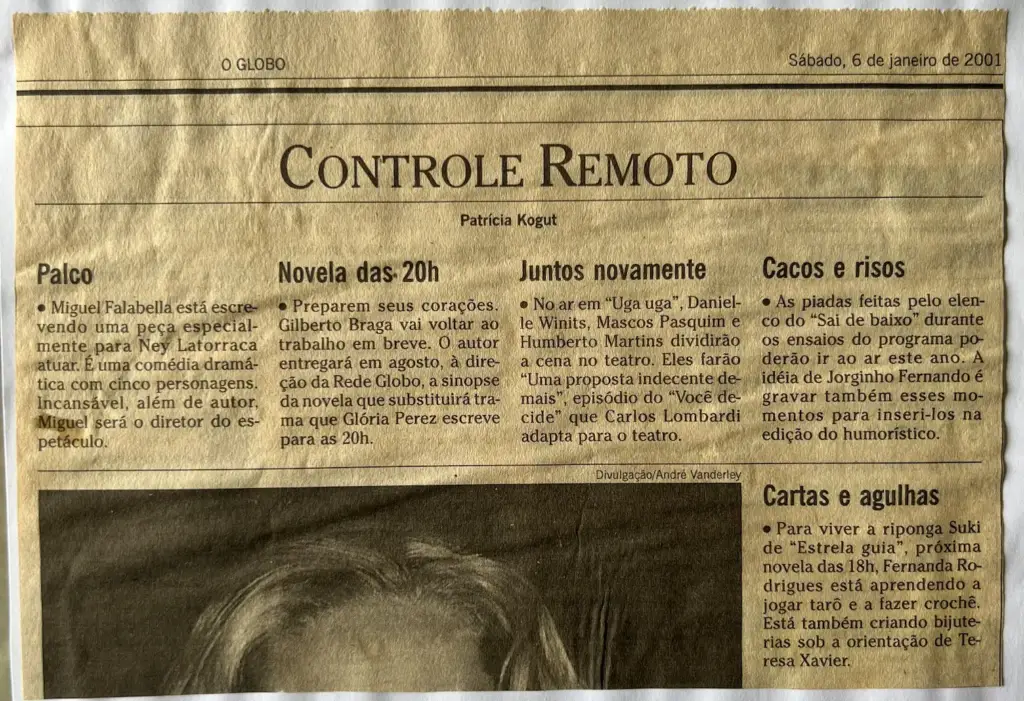 O GLOBO
Sábado, 6 de janeiro de 2001
CONTROLE REMOTO
Patrícia Kogut
Palco
• Miguel Falabella está escre-
vendo uma peça especial-
mente para Ney Latorraca
atuar. É uma comédia dramá-
tica com cinco personagens.
Incansável, além de autor,
Miguel será o diretor do es-
petáculo.
Novela das 20h
• Preparem seus corações.
Gilberto Braga vai voltar ao
trabalho em breve. O autor
entregará em agosto, à dire-
ção da Rede Globo, a sinopse
da novela que substituirá tra-
ma que Glória Perez escreve
para as 20h.
Juntos novamente
• No ar em “Uga uga”, Daniel-
le Winits, Mascos Pasquim e
Humberto Martins dividirão
a cena no teatro. Eles farão
“Uma proposta indecente de-
mais”, episódio do “Você de-
cide” que Carlos Lombardi
adapta para o teatro.
Cacos e risos
• As piadas feitas pelo elen-
co do “Sai de baixo” durante
os ensaios do programa po-
derão ir ao ar este ano. A
idéia de Jorginho Fernando é
gravar também esses mo-
mentos para inseri-los na
edição do humorístico.
Divulgação/André Vanderley
Cartas e agulhas
• Para viver a riponga Suki
de “Estrela guia”, próxima
novela das 18h, Fernanda Ro-
drigues está aprendendo a
jogar tarô e a fazer crochê.
Está também criando bijute-
rias sob a orientação de Te-
resa Xavier.